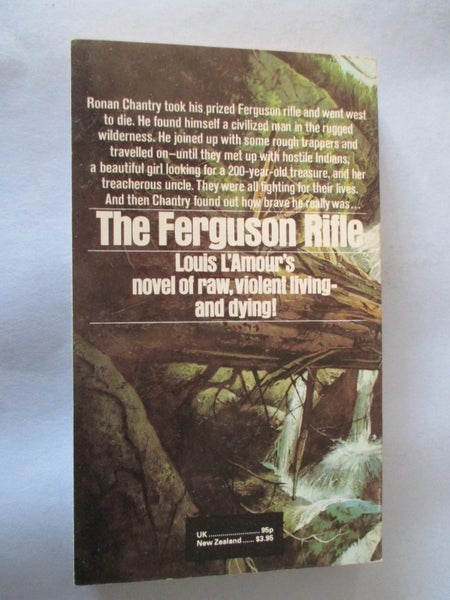 Ronan Chantry took his prized Ferguson rifle and went west
to die. He found himself a civilized man in the rugged
wilderness. He joined up with some rough trappers and
travelled on—until they met up with hostile Indians,
a beautiful girl looking for a 200-year-old treasure, and her
treacherous uncle. They were all fighting for their lives.
And then Chantry found out how brave he really was...
The Ferguson Rifle
Louis L'Amour's
novel of raw, violent living-
and dying!
UK ........................ 95p
New Zealand ...... $3.95